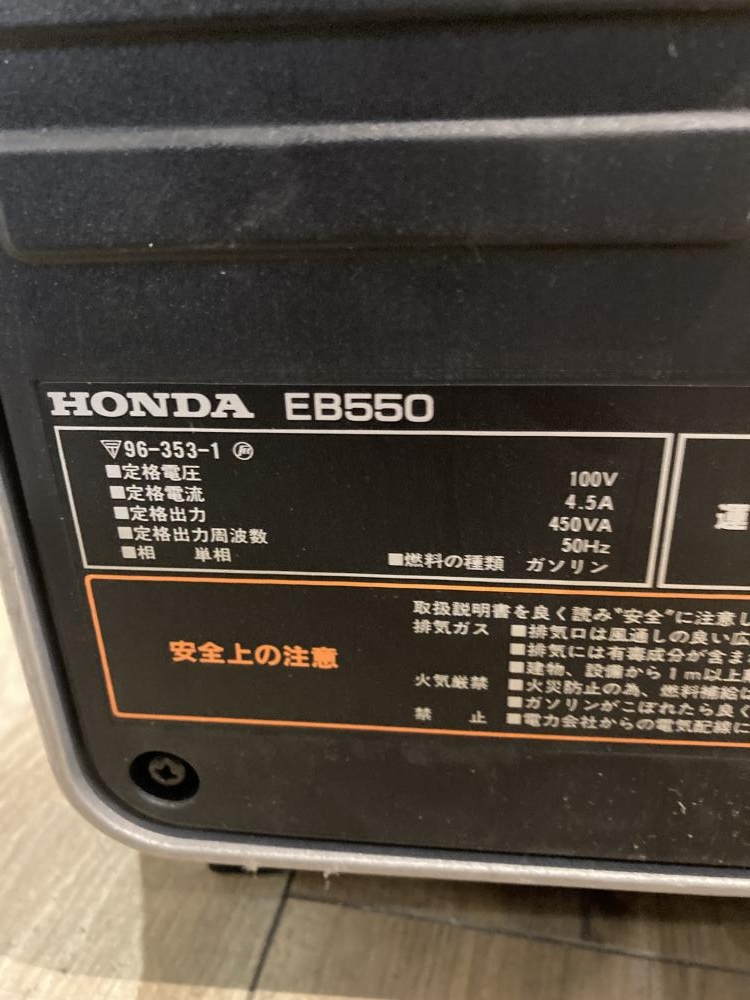 HONDA EB550
96-353-1
■定格電圧 100V
■定格電流 4.5A
■定格出力 450VA
■定格出力周波数 50Hz
■相 単相 ■燃料の種類 ガソリン
運
安全上の注意
取扱説明書を良く読み"安全"に注意し
排気ガス ■排気口は風通しの良い広
■排気には有毒成分が含ま
■建物、設備から1m以上
火気厳禁 ■火災防止の為、燃料補給は
■ガソリンがこぼれたら良く
禁 止 ■電力会社からの電気配線に